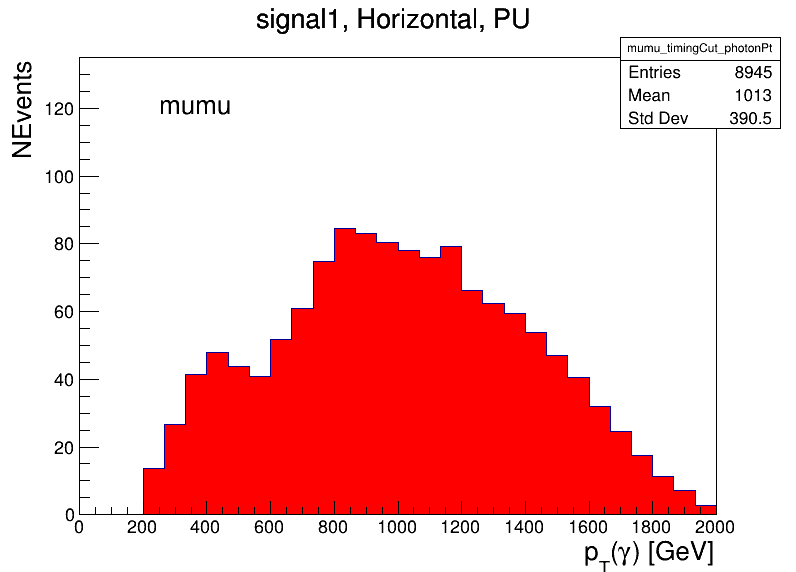 signal1, Horizontal, PU
mumu_timingCut_photonPt
Entries 8945
Mean 1013
Std Dev 390.5
NEvents
mumu
120
100
80
60
40
20
0
0 200 400 600 800 1000 1200 1400 1600 1800 2000
p_T(γ) [GeV]